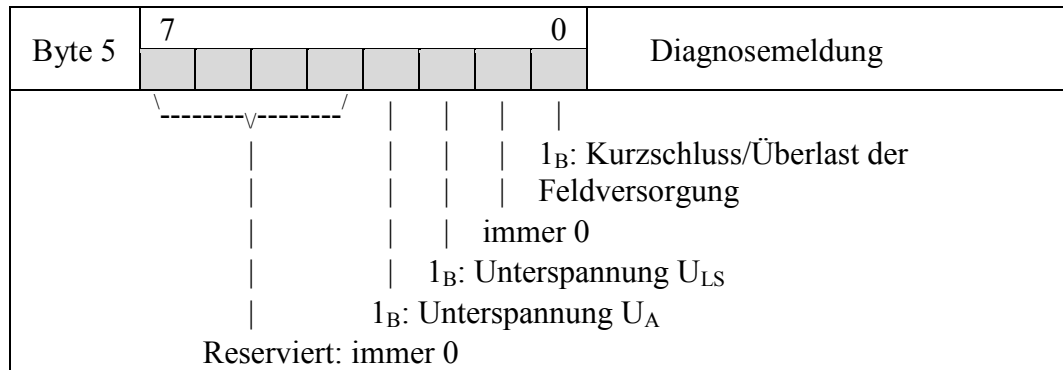 7 0
Byte 5 Diagnosemeldung
1B: Kurzschluss/Überlast der
Feldversorgung
immer 0
1B: Unterspannung ULS
1B: Unterspannung UA
Reserviert: immer 0